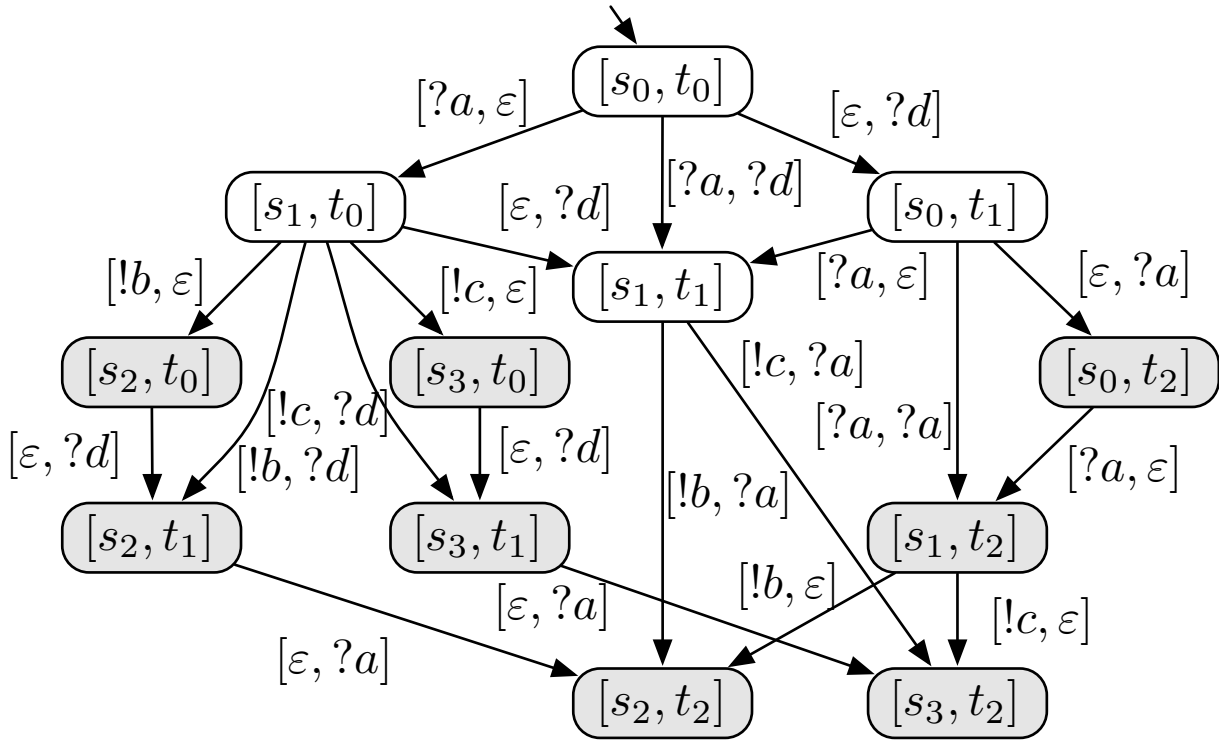 [s₀, t₀]
[?a, ε]
[ε, ?d]
[ε, ?d]
[?a, ?d]
[s₁, t₀]
[s₀, t₁]
[!b, ε]
[!c, ε]
[s₁, t₁]
[?a, ε]
[ε, ?a]
[s₂, t₀]
[s₃, t₀]
[!c, ?a]
[s₀, t₂]
[!c, ?d]
[?a, ?a]
[ε, ?d]
[!b, ?d]
[ε, ?d]
[?a, ε]
[!b, ?a]
[s₂, t₁]
[s₃, t₁]
[s₁, t₂]
[!b, ε]
[ε, ?a]
[!c, ε]
[ε, ?a]
[s₂, t₂]
[s₃, t₂]